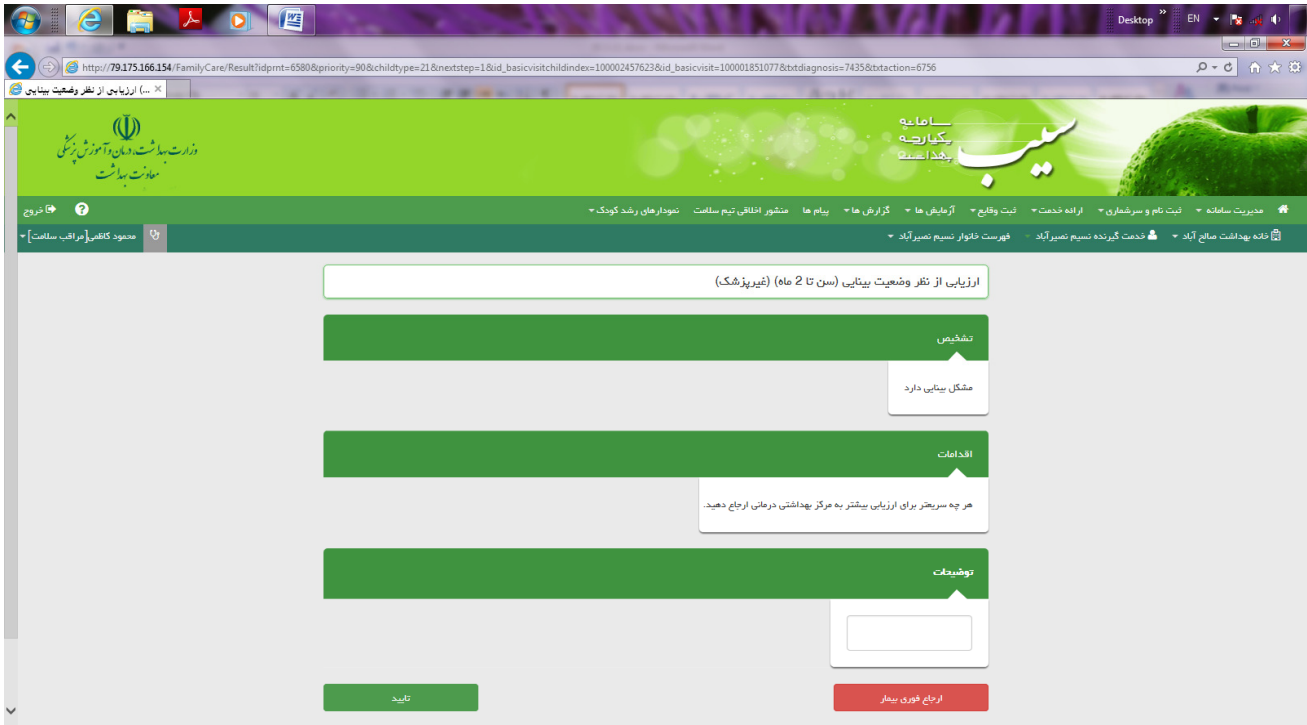 Desktop » EN
http://79.175.166.154/FamilyCare/Result?idprnt=6580&priority=90&childtype=21&nextstep=1&id_basicvisitchildindex=100002457623&id_basicvisit=100001851077&txtdiagnosis=7435&txtaction=6756
ارزیابی از نظر وضعیت بینایی (...
سامانه
یکپارچه
بهداشت
سیب
وزارت بهداشت، درمان و آموزش پزشکی
معاونت بهداشت
مدیریت سامانه ثبت نام و سرشماری ارائه خدمت ثبت وقایع آزمایش ها گزارش ها پیام ها منشور اخلاقی تیم سلامت نمودارهای رشد کودک ? خروج
خانه بهداشت صالح آباد خدمت گیرنده نسیم نصیرآباد فهرست خانوار نسیم نصیرآباد محمود کاظمی[مراقب سلامت]
ارزیابی از نظر وضعیت بینایی (سن تا 2 ماه) (غیرپزشک)
تشخیص
مشکل بینایی دارد
اقدامات
هر چه سریعتر برای ارزیابی بیشتر به مرکز بهداشتی درمانی ارجاع دهید.
توضیحات
ارجاع فوری بیمار تایید